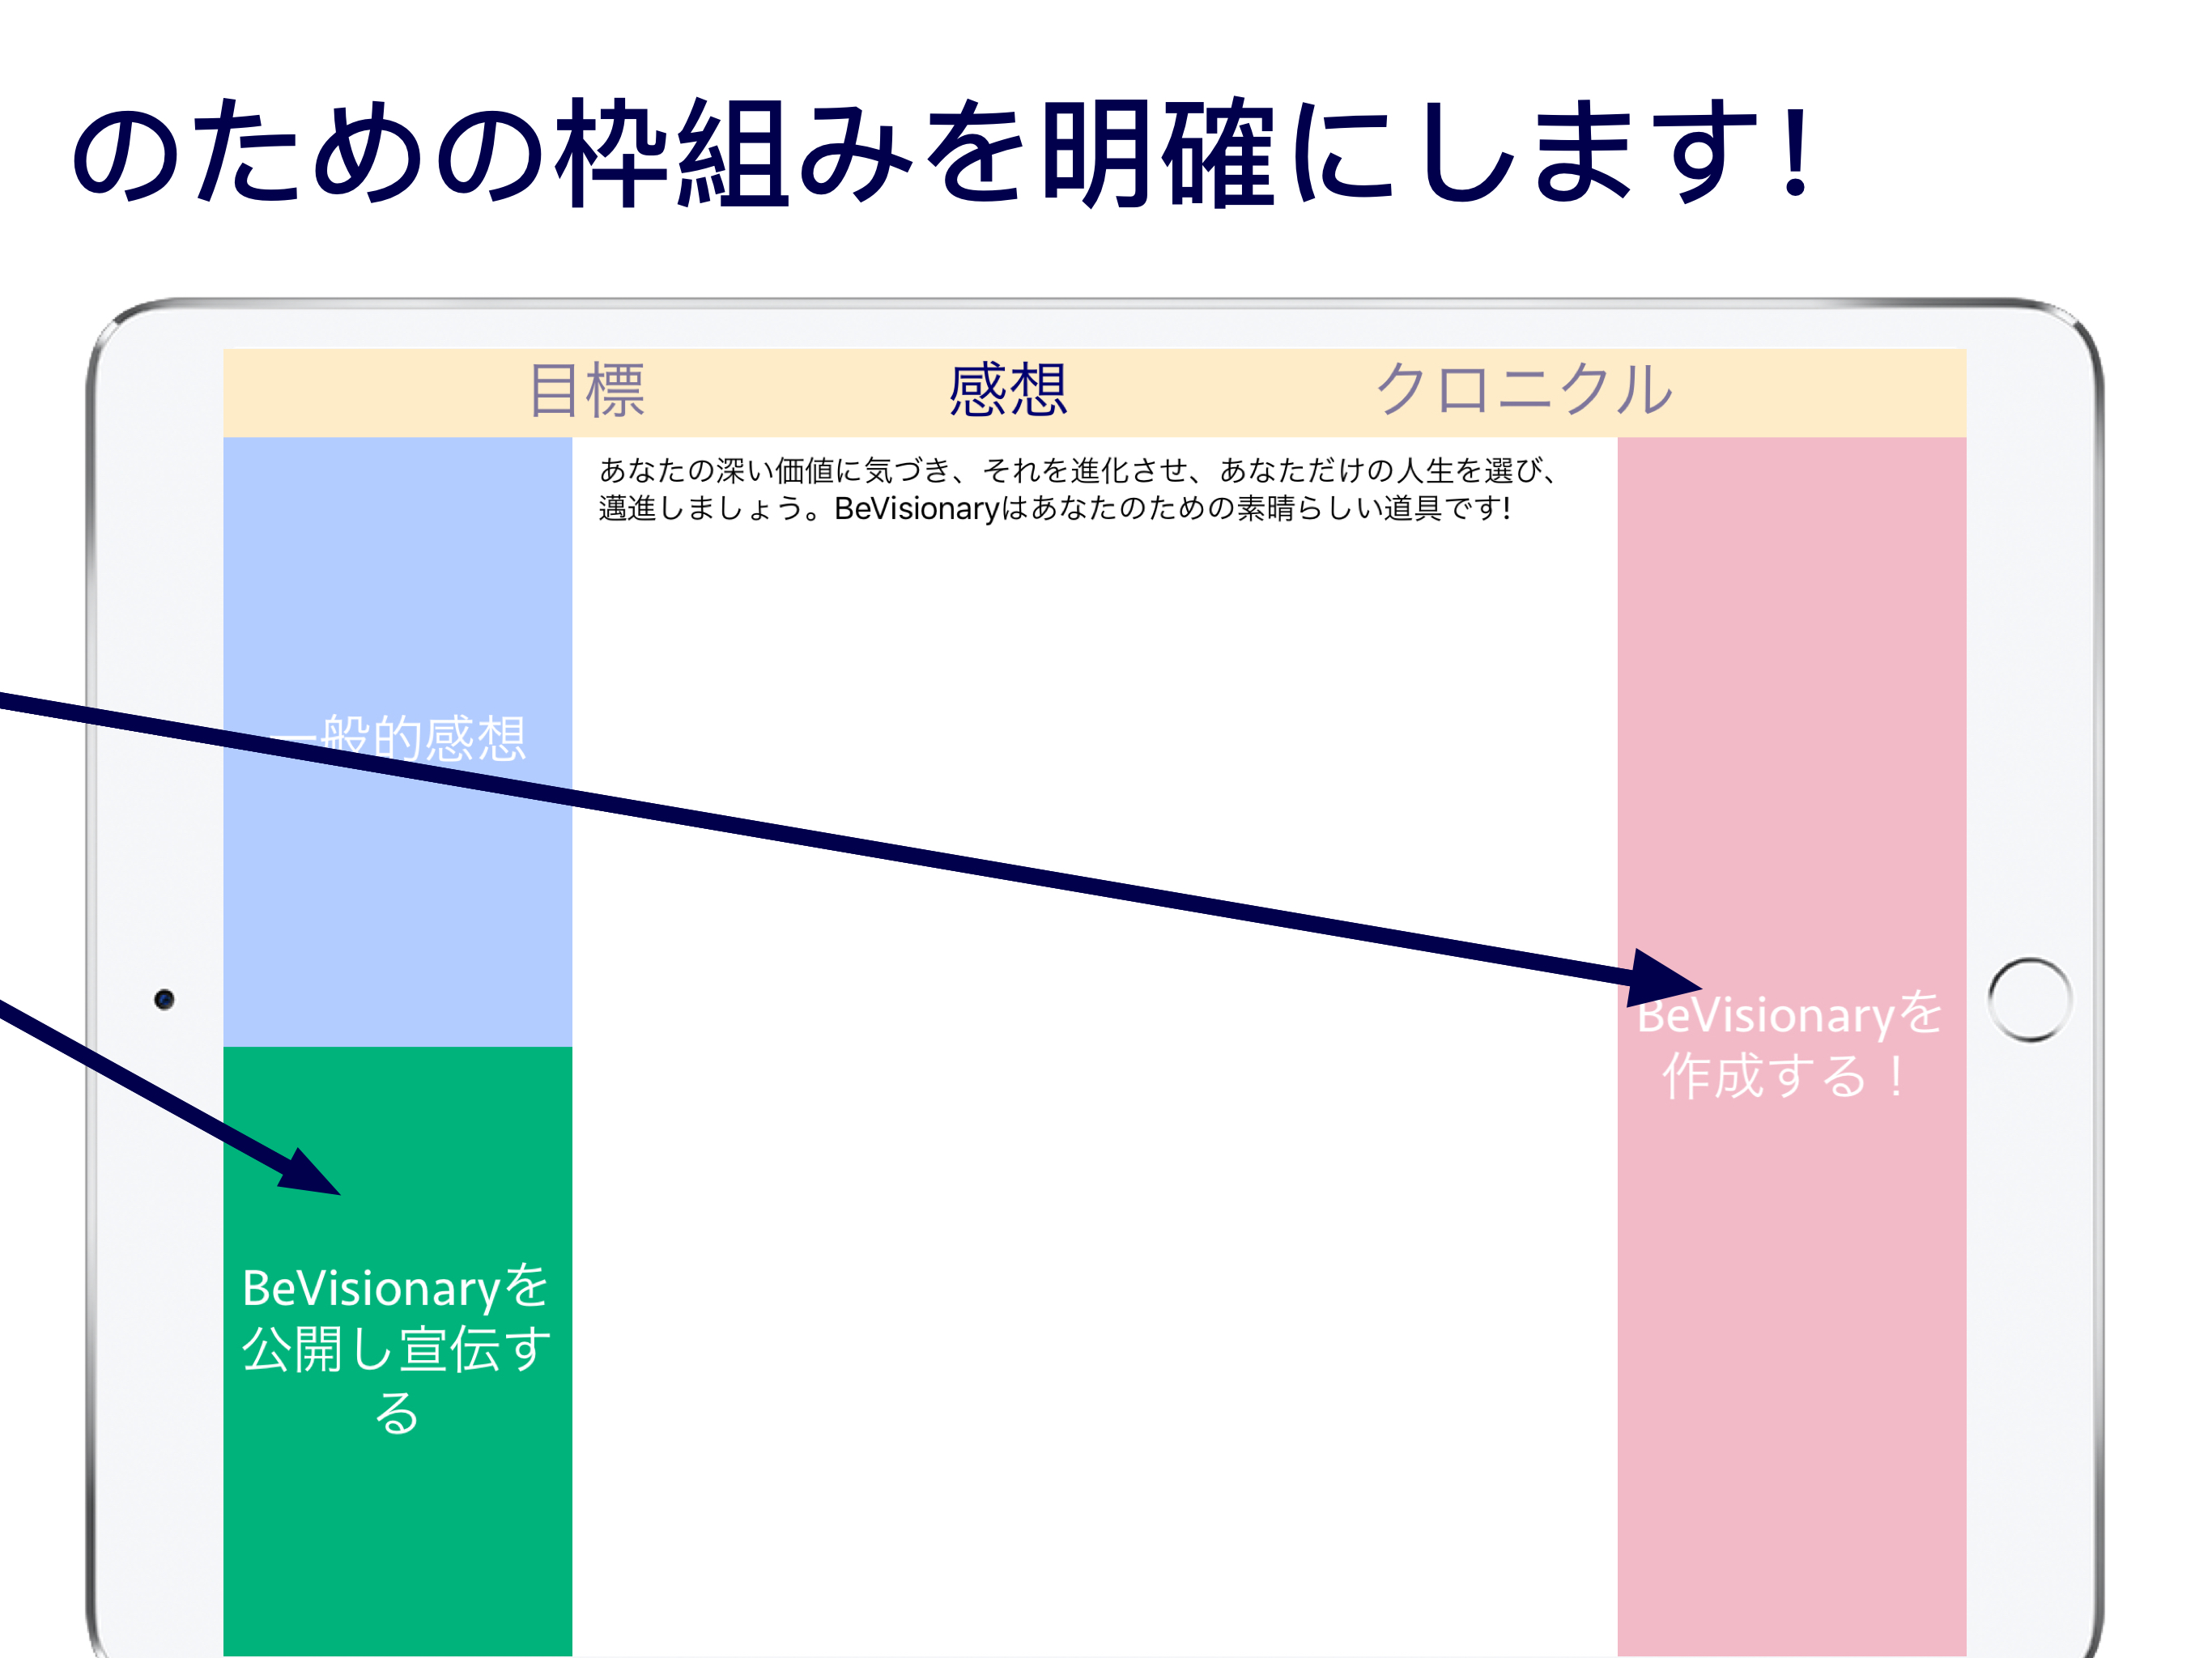 のための枠組みを明確にします!
目標 感想 クロニクル
あなたの深い価値に気づき、それを進化させ、あなただけの人生を選び、
邁進しましょう。BeVisionaryはあなたのための素晴らしい道具です!
一般的感想
BeVisionaryを
作成する！
BeVisionaryを
公開し宣伝す
る